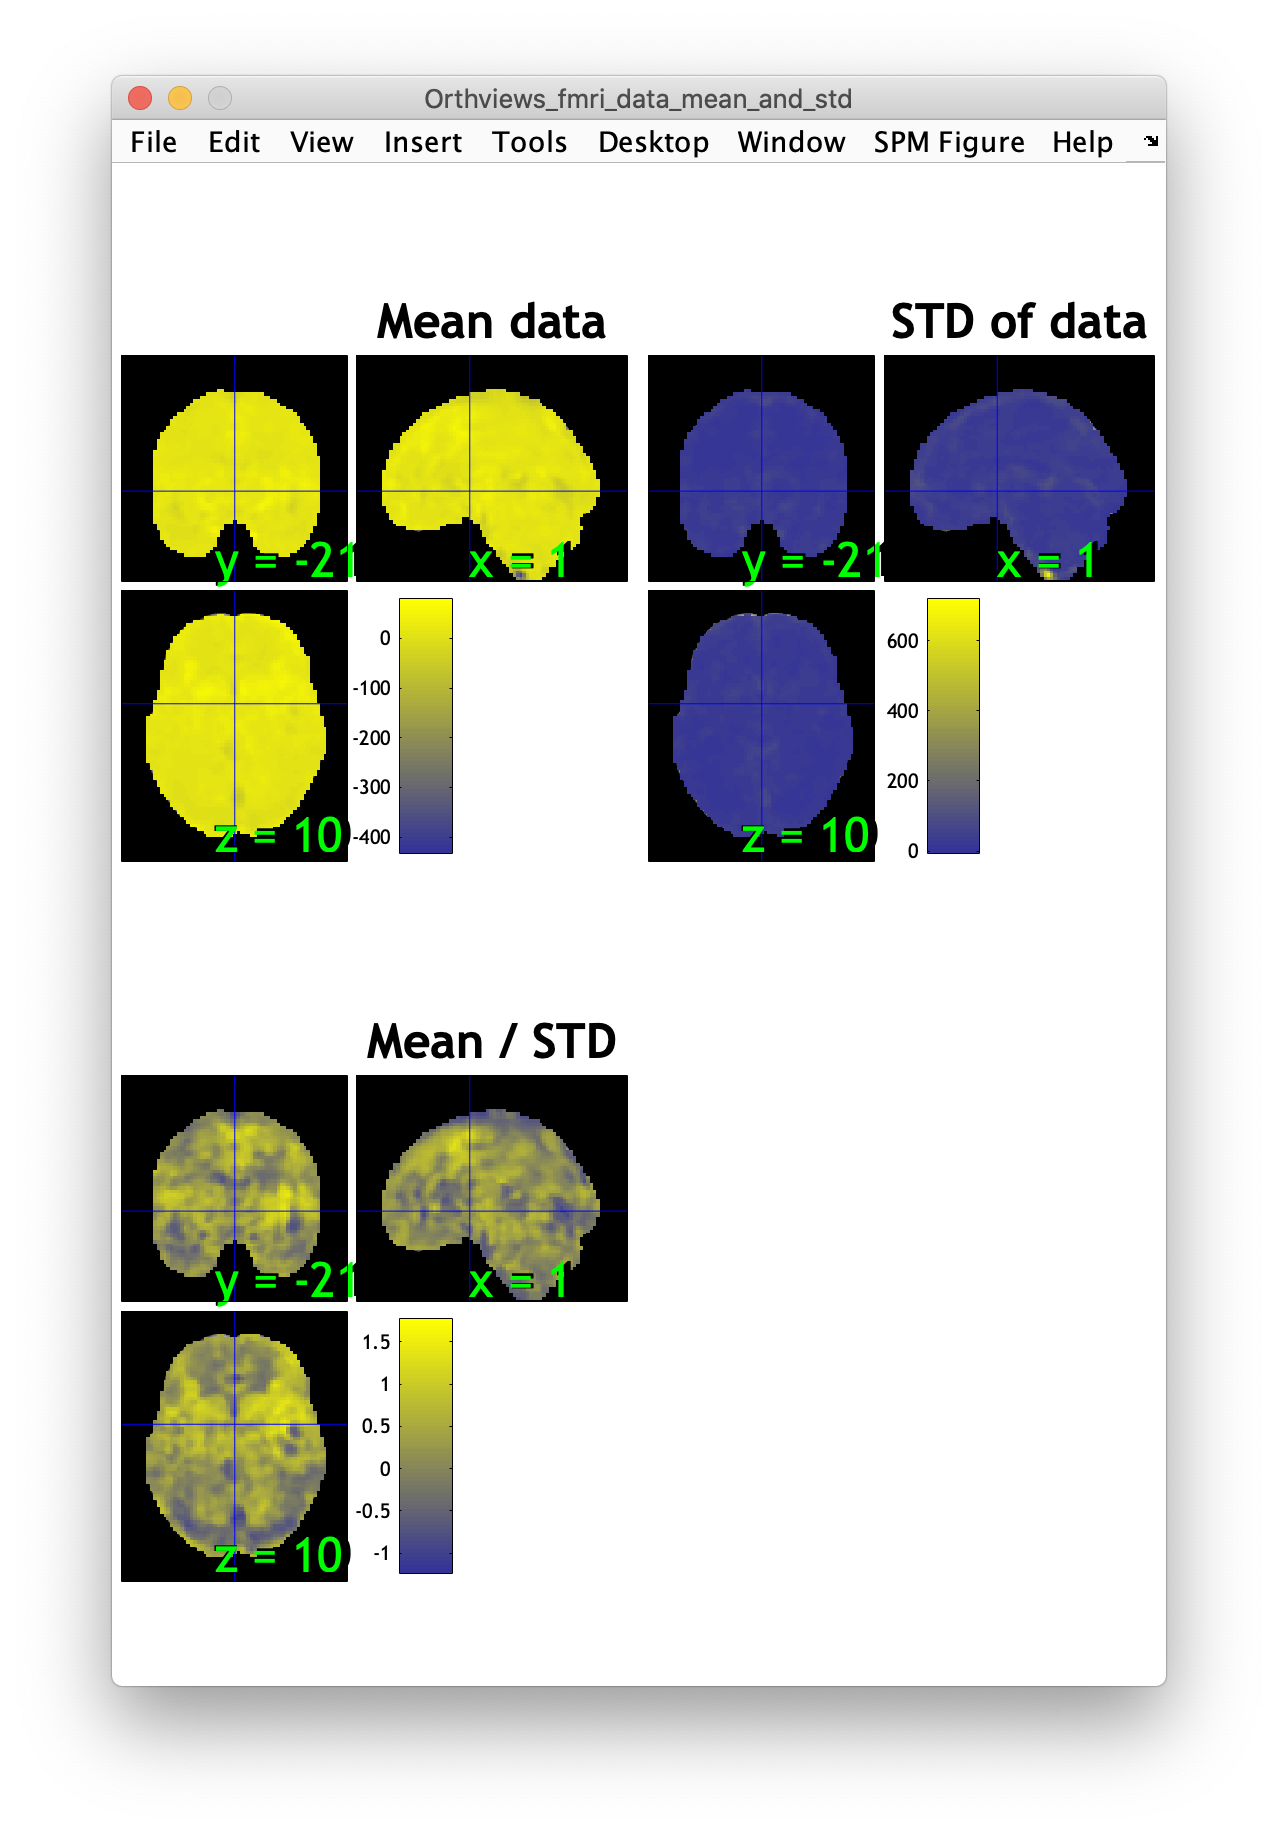 Orthviews_fmri_data_mean_and_std
File Edit View Insert Tools Desktop Window SPM Figure Help
Mean data
y = -21
x = 1
z = 10
0
-100
-200
-300
-400
STD of data
y = -21
x = 1
z = 10
600
400
200
0
Mean / STD
y = -21
x = 1
z = 10
1.5
1
0.5
0
-0.5
-1